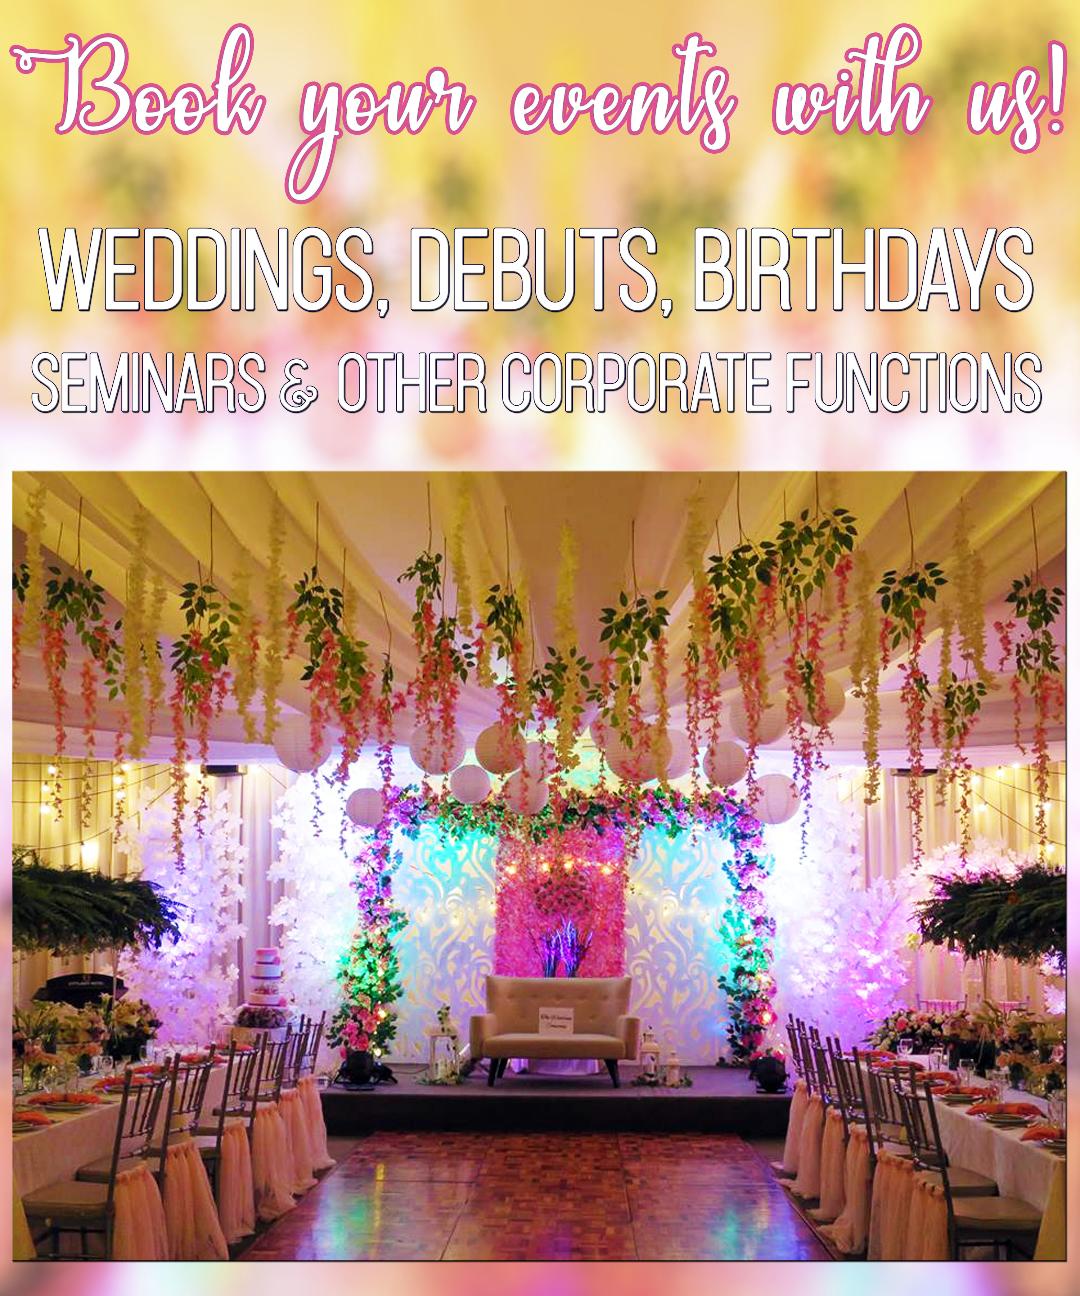 Book your events with us!
WEDDINGS, DEBUTS, BIRTHDAYS
SEMINARS & OTHER CORPORATE FUNCTIONS